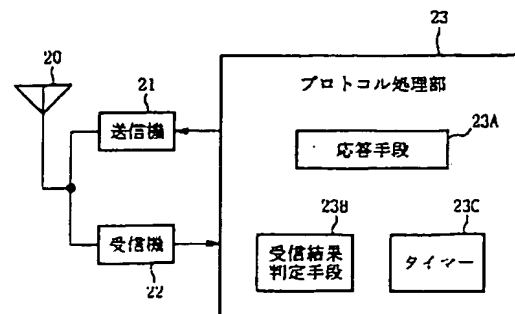 23
20
プロトコル処理部
21
送信機
23A
応答手段
23B
23C
受信結果
判定手段
タイマー
受信機
22